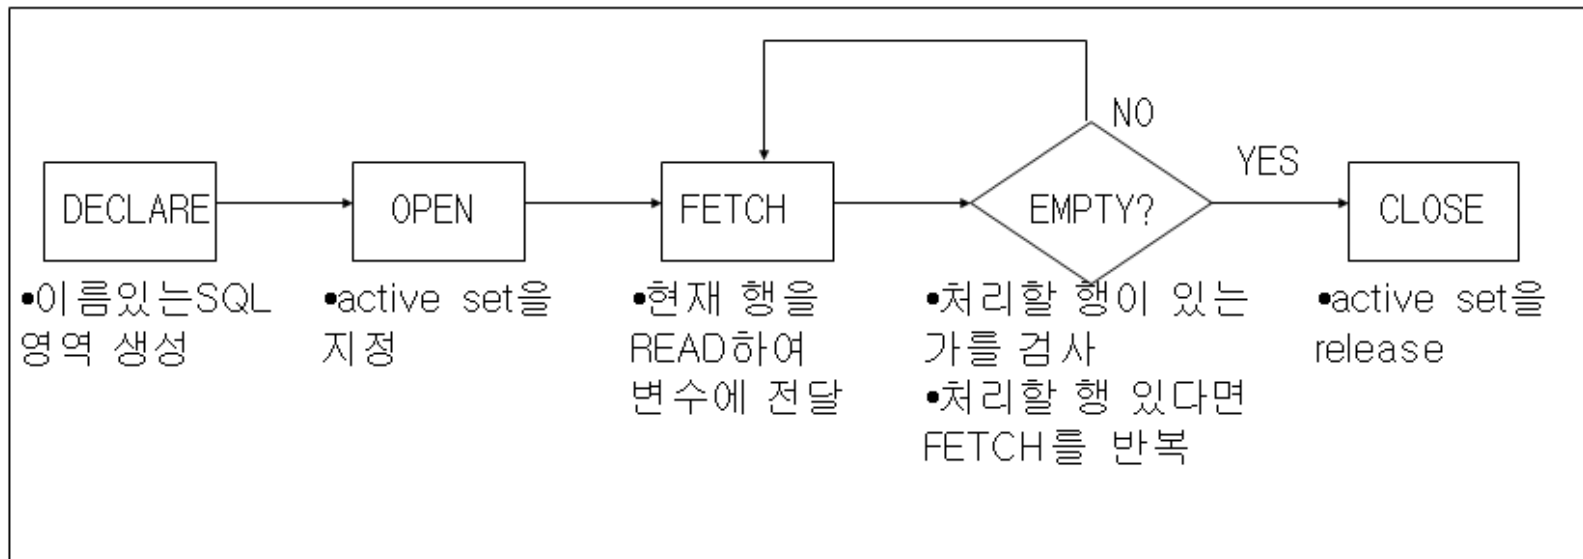 NO
YES
DECLARE
OPEN
FETCH
EMPTY?
CLOSE
•이름있는SQL
영역 생성
•active set을
지정
•현재 행을
READ하여
변수에 전달
•처리할 행이 있는
가를 검사
•처리할 행 있다면
FETCH를 반복
•active set을
release